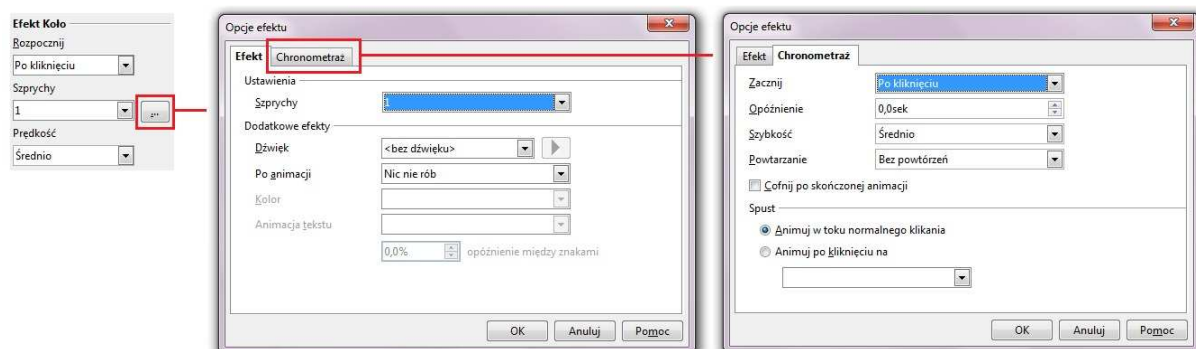 Efekt Koło
Rozpocznij
Po kliknięciu
Szprychy
1
...
Prędkość
Średnio
Opcje efektu
Efekt Chronometraż
Ustawienia
Szprychy 1
Dodatkowe efekty
Dźwięk <bez dźwięku>
Po animacji Nic nie rób
Kolor
Animacja tekstu
0,0% opóźnienie między znakami
OK Anuluj Pomoc
Opcje efektu
Efekt Chronometraż
Zacznij Po kliknięciu
Opóźnienie 0,0sek
Szybkość Średnio
Powtarzanie Bez powtórzeń
Cofnij po skończonej animacji
Spust
Animuj w toku normalnego klikania
Animuj po kliknięciu na
OK Anuluj Pomoc